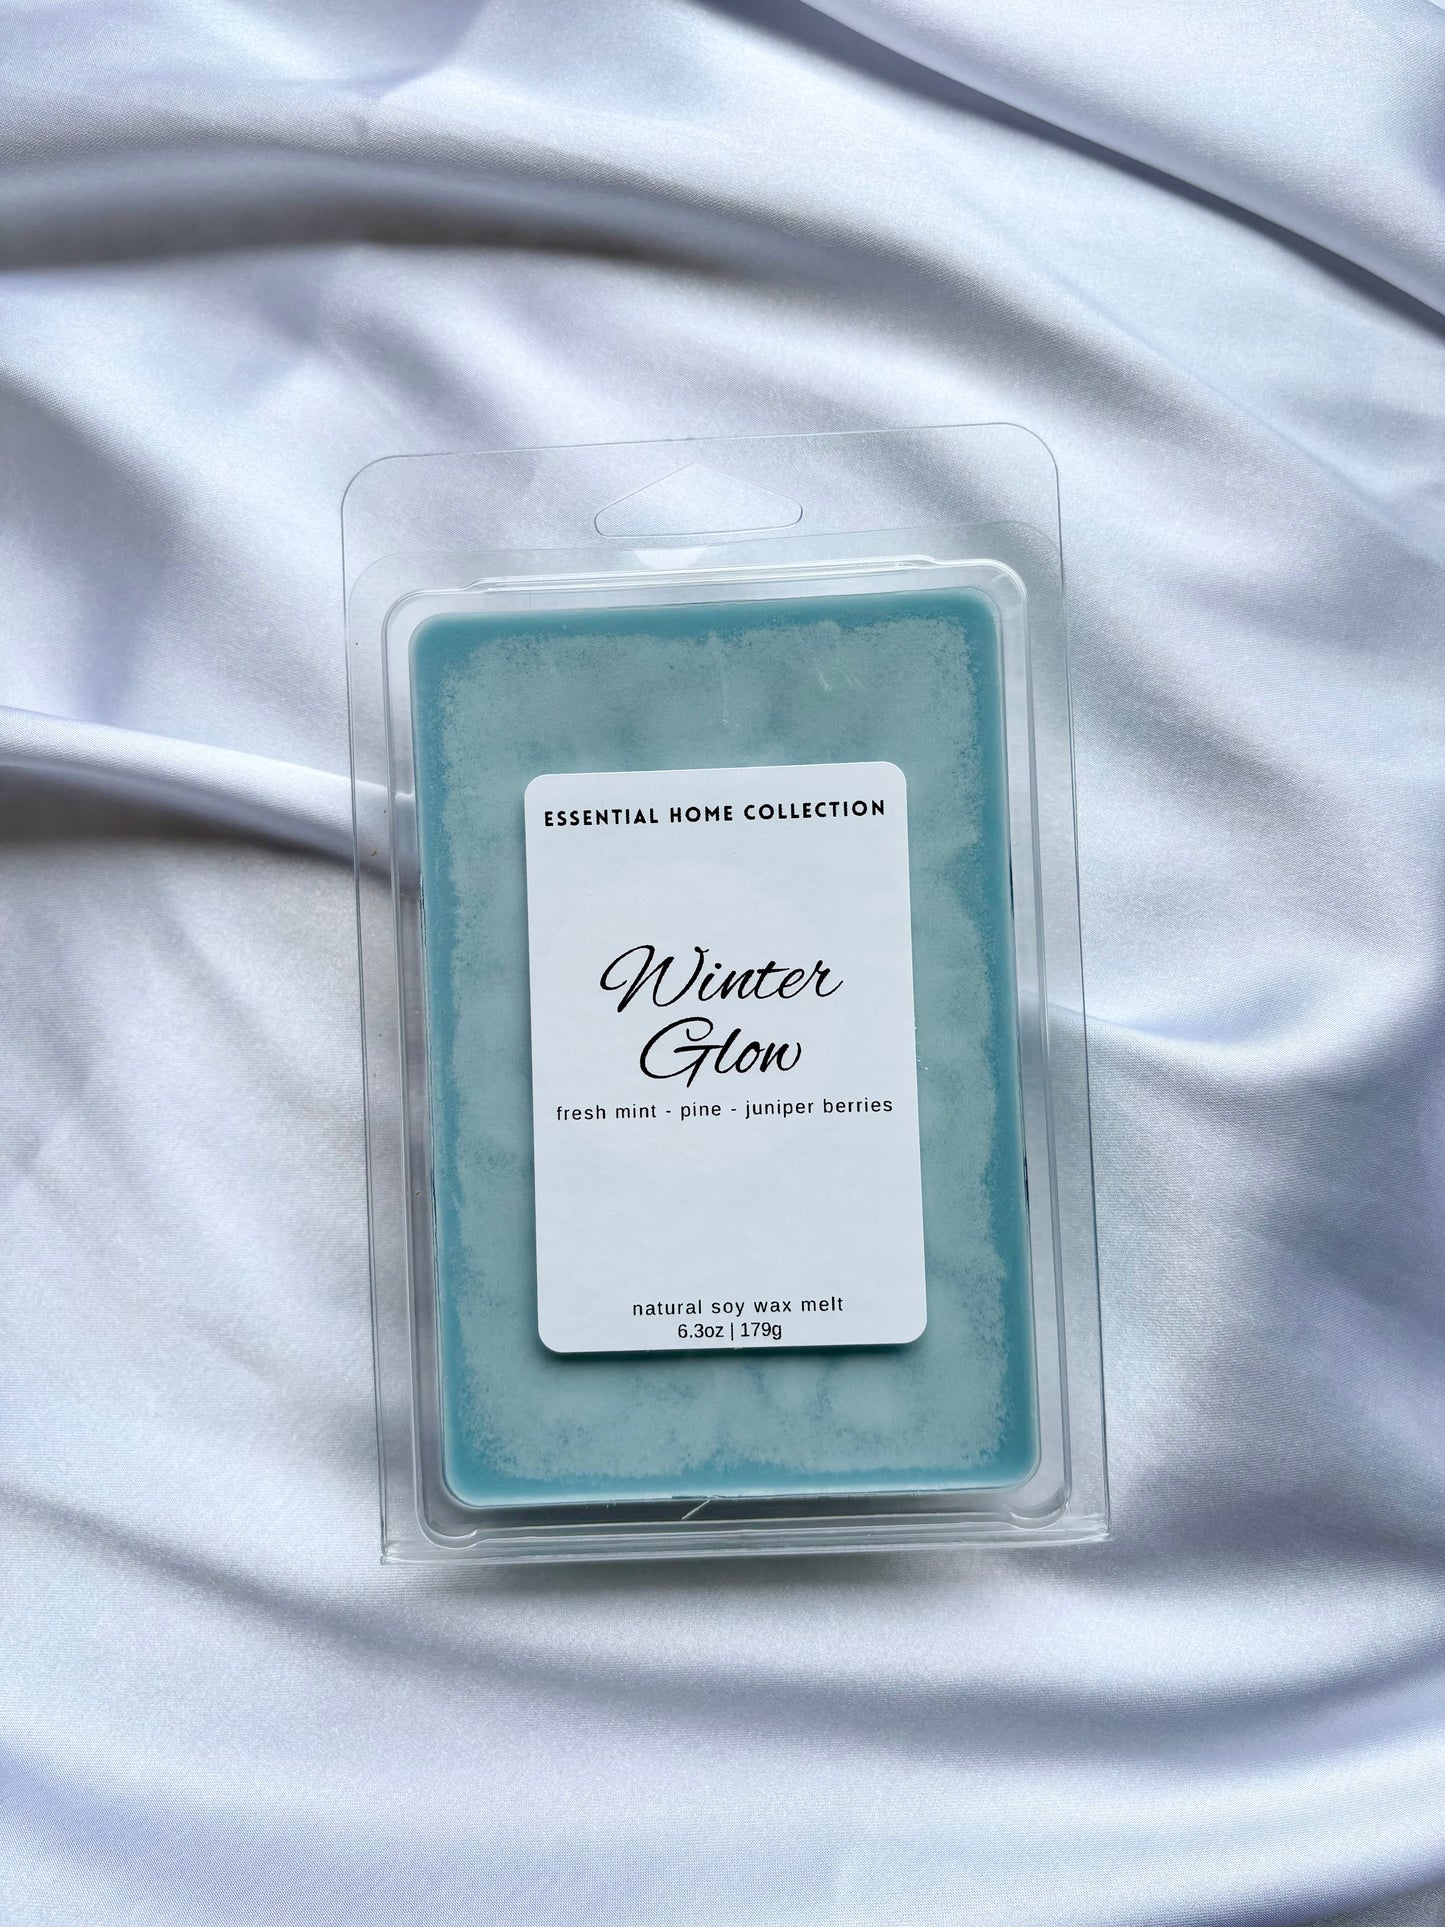 ESSENTIAL HOME COLLECTION
Winter
Glow
fresh mint - pine - juniper berries
natural soy wax melt
6.3oz | 179g